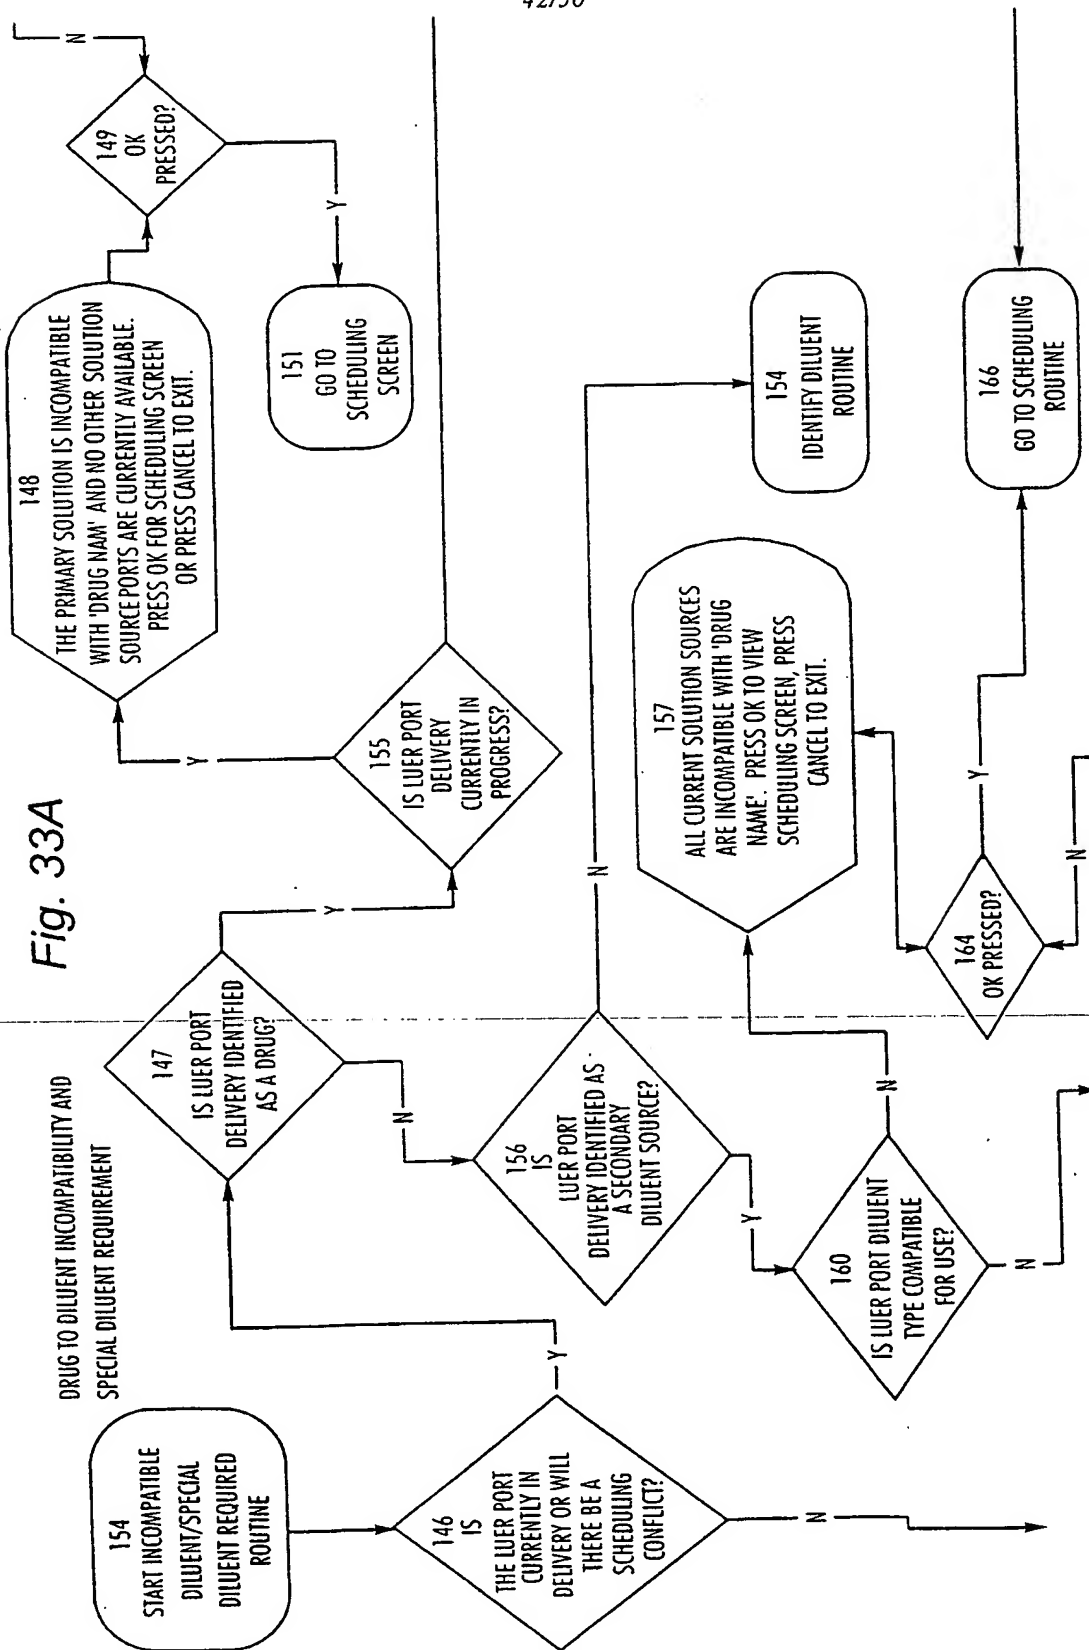 42/56
Fig. 33A
DRUG TO DILUENT INCOMPATIBILITY AND
SPECIAL DILUENT REQUIREMENT
154
START INCOMPATIBLE
DILUENT/SPECIAL
DILUENT REQUIRED
ROUTINE
146
IS
THE LUER PORT
CURRENTLY IN
DELIVERY OR WILL
THERE BE A
SCHEDULING
CONFLICT?
Y
N
147
IS LUER PORT
DELIVERY IDENTIFIED
AS A DRUG?
Y
N
155
IS LUER PORT
DELIVERY
CURRENTLY IN
PROGRESS?
Y
148
THE PRIMARY SOLUTION IS INCOMPATIBLE
WITH 'DRUG NAM' AND NO OTHER SOLUTION
SOURCE PORTS ARE CURRENTLY AVAILABLE.
PRESS OK FOR SCHEDULING SCREEN
OR PRESS CANCEL TO EXIT.
149
OK
PRESSED?
N
Y
151
GO TO
SCHEDULING
SCREEN
156
IS
LUER PORT
DELIVERY IDENTIFIED AS
A SECONDARY
DILUENT SOURCE?
N
Y
154
IDENTIFY DILUENT
ROUTINE
160
IS LUER PORT DILUENT
TYPE COMPATIBLE
FOR USE?
N
N
157
ALL CURRENT SOLUTION SOURCES
ARE INCOMPATIBLE WITH 'DRUG
NAME'. PRESS OK TO VIEW
SCHEDULING SCREEN, PRESS
CANCEL TO EXIT.
164
OK PRESSED?
Y
N
166
GO TO SCHEDULING
ROUTINE